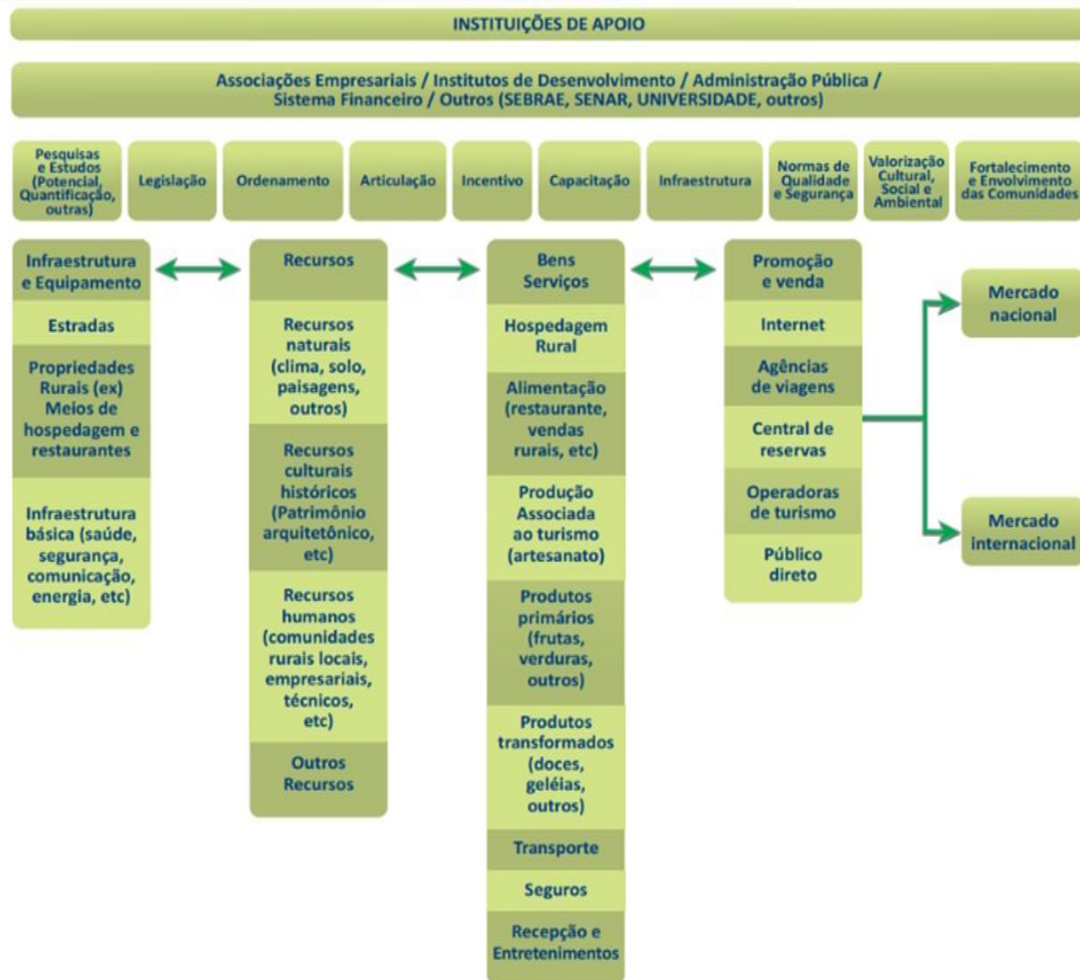 INSTITUIÇÕES DE APOIO
Associações Empresariais / Institutos de Desenvolvimento / Administração Pública /
Sistema Financeiro / Outros (SEBRAE, SENAR, UNIVERSIDADE, outros)
Pesquisas
e Estudos
(Potencial,
Quantificação,
outras)
Legislação
Ordenamento
Articulação
Incentivo
Capacitação
Infraestrutura
Normas de
Qualidade
e Segurança
Valorização
Cultural,
Social e
Ambiental
Fortalecimento
e Envolvimento
das Comunidades
Infraestrutura
e Equipamento
Estradas
Propriedades
Rurais (ex)
Meios de
hospedagem e
restaurantes
Infraestrutura
básica (saúde,
segurança,
comunicação,
energia, etc)
Recursos
Recursos
naturais
(clima, solo,
paisagens,
outros)
Recursos
culturais
históricos
(Patrimônio
arquitetônico,
etc)
Recursos
humanos
(comunidades
rurais locais,
empresariais,
técnicos,
etc)
Outros
Recursos
Bens
Serviços
Hospedagem
Rural
Alimentação
(restaurante,
vendas
rurais, etc)
Produção
Associada
ao turismo
(artesanato)
Produtos
primários
(frutas,
verduras,
outros)
Produtos
transformados
(doces,
geléias,
outros)
Transporte
Seguros
Recepção e
Entretenimentos
Promoção
e venda
Internet
Agências
de viagens
Central de
reservas
Operadoras
de turismo
Público
direto
Mercado
nacional
Mercado
internacional